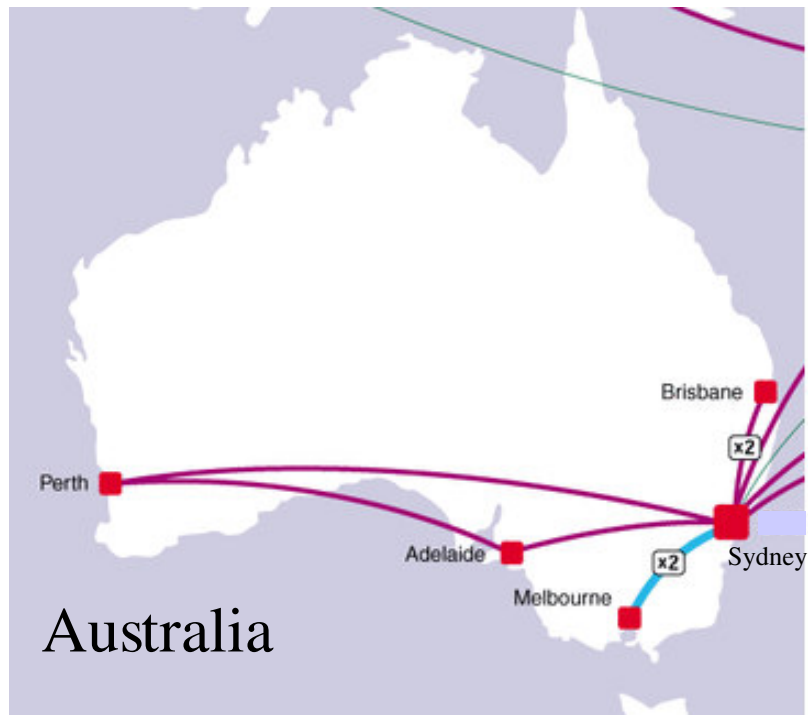 Brisbane
x2
Perth
Adelaide
Sydney
x2
Melbourne
Australia